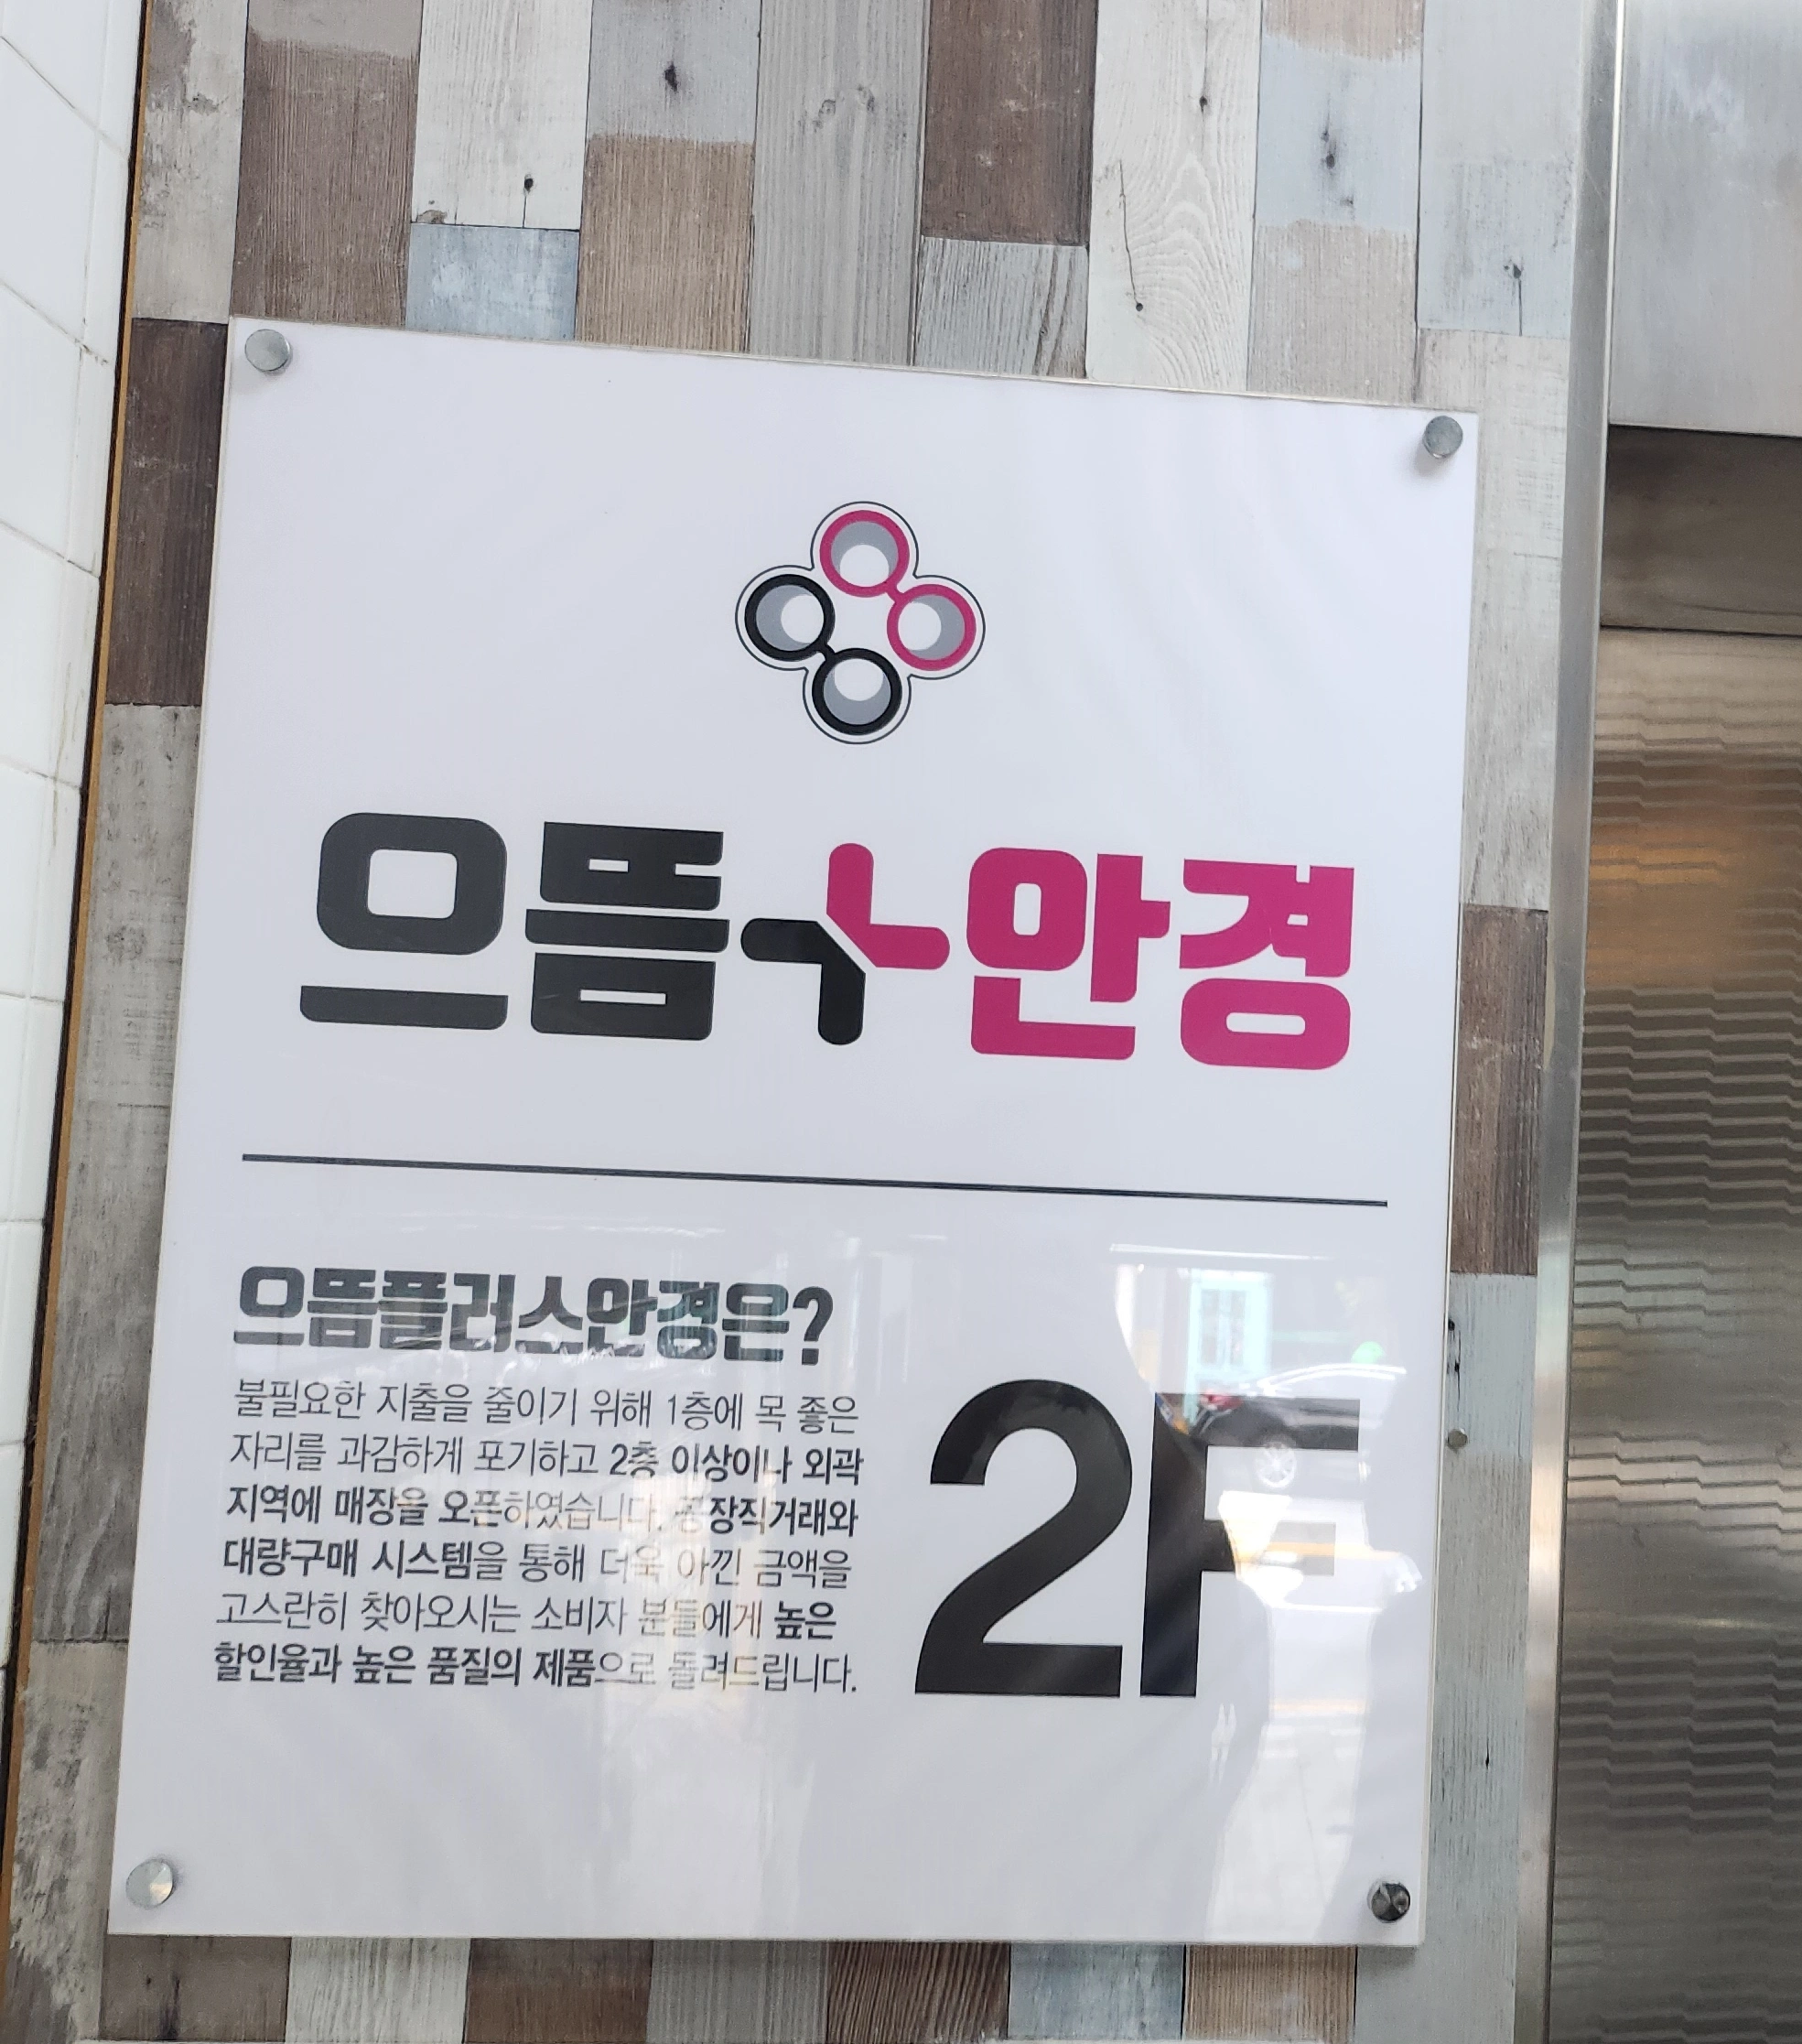 으뜸+안경
으뜸플러스안경은?
불필요한 지출을 줄이기 위해 1층에 목 좋은
자리를 과감하게 포기하고 2층 이상이나 외곽
지역에 매장을 오픈하였습니다. 공장직거래와
대량구매 시스템을 통해 더욱 아낀 금액을
고스란히 찾아오시는 소비자 분들에게 높은
할인율과 높은 품질의 제품으로 돌려드립니다.
2F